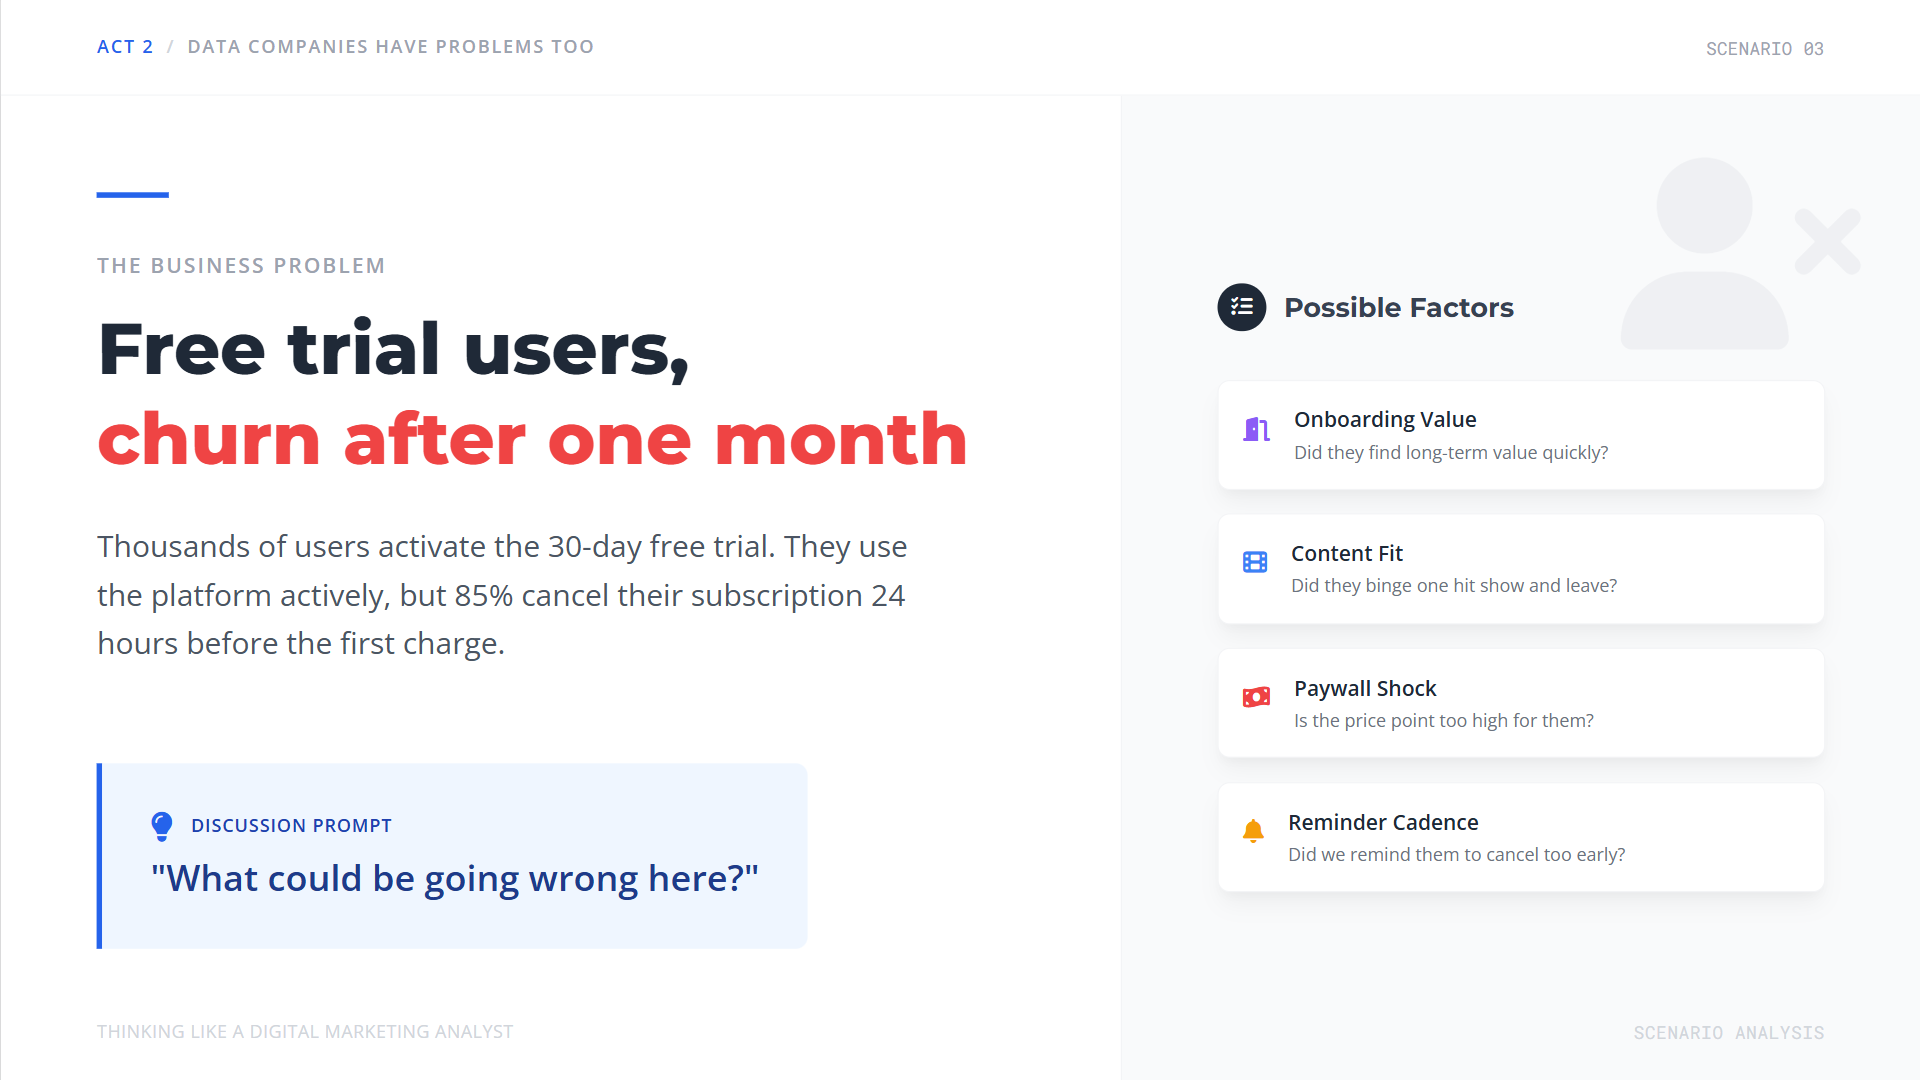 ACT 2 / DATA COMPANIES HAVE PROBLEMS TOO
SCENARIO 03
THE BUSINESS PROBLEM
Free trial users,
churn after one month
Thousands of users activate the 30-day free trial. They use
the platform actively, but 85% cancel their subscription 24
hours before the first charge.
DISCUSSION PROMPT
"What could be going wrong here?"
Possible Factors
Onboarding Value
Did they find long-term value quickly?
Content Fit
Did they binge one hit show and leave?
Paywall Shock
Is the price point too high for them?
Reminder Cadence
Did we remind them to cancel too early?
THINKING LIKE A DIGITAL MARKETING ANALYST
SCENARIO ANALYSIS